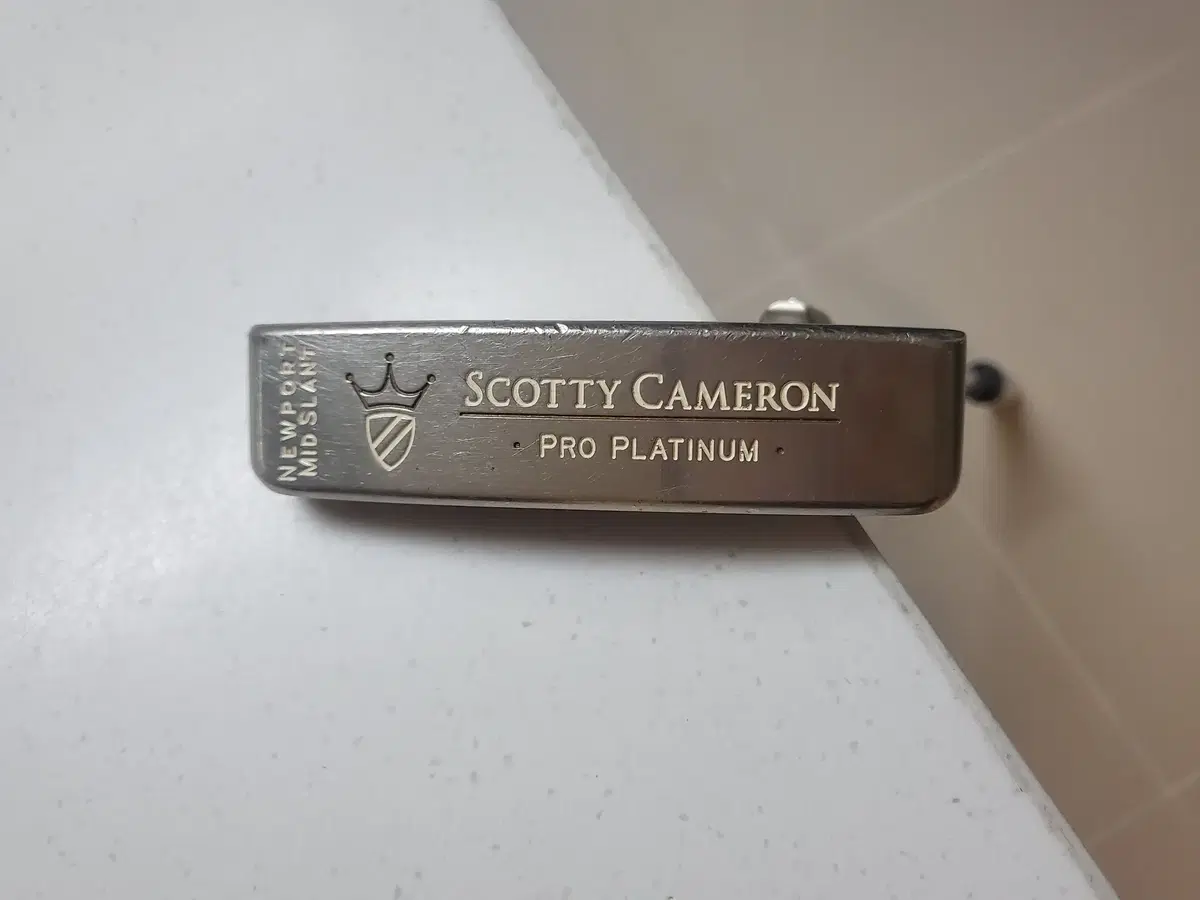 NEWPORT
MID SLANT
SCOTTY CAMERON
· PRO PLATINUM ·